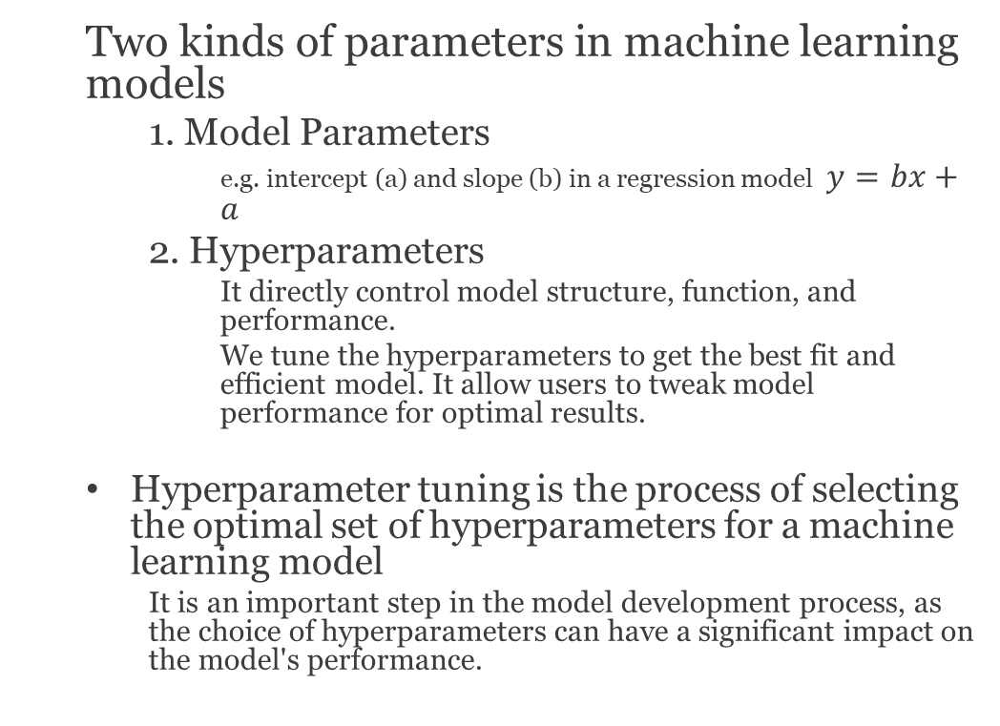 Two kinds of parameters in machine learning
models
1. Model Parameters
e.g. intercept (a) and slope (b) in a regression model y = bx +
a
2. Hyperparameters
It directly control model structure, function, and
performance.
We tune the hyperparameters to get the best fit and
efficient model. It allow users to tweak model
performance for optimal results.
• Hyperparameter tuning is the process of selecting
the optimal set of hyperparameters for a machine
learning model
It is an important step in the model development process, as
the choice of hyperparameters can have a significant impact on
the model's performance.